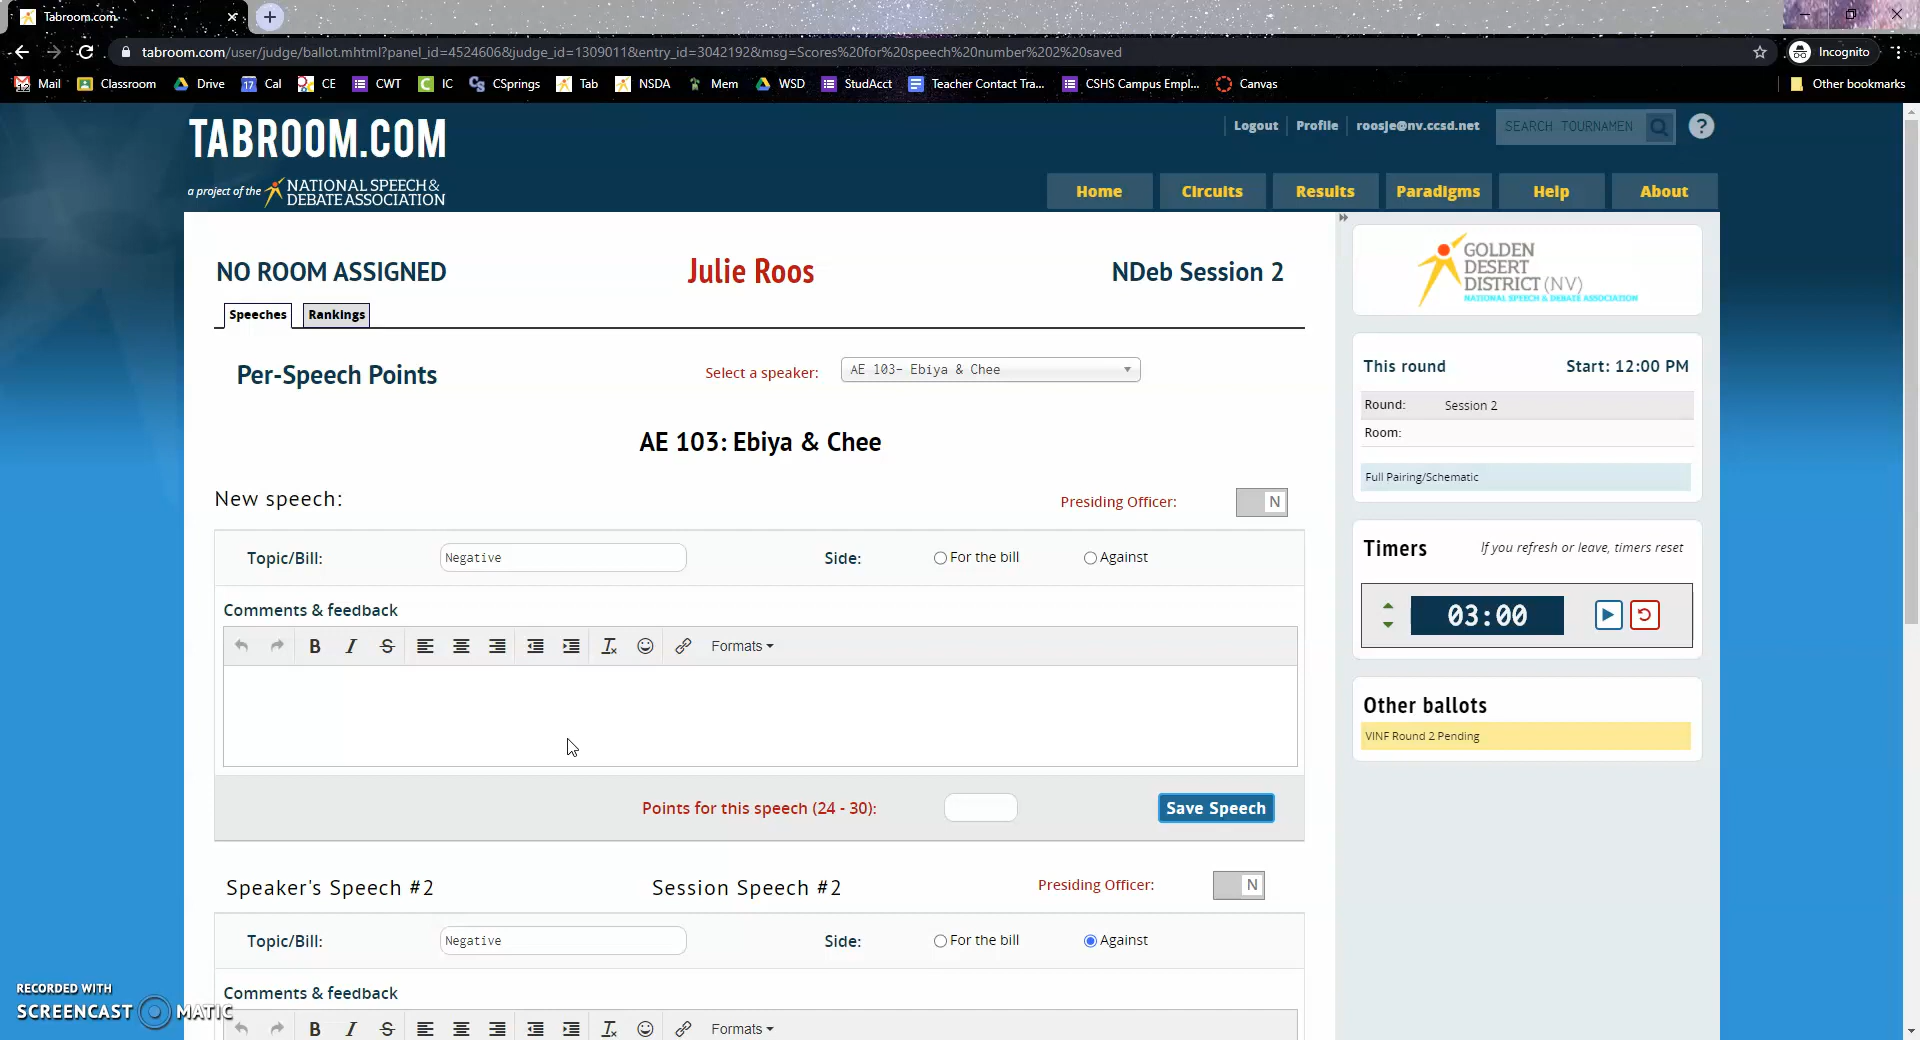 Tabroom.com
tabroom.com/user/judge/ballot.mhtml?panel_id=4524606&judge_id=1309011&entry_id=3042192&msg=Scores%20for%20speech%20number%202%20saved
Incognito
Mail Classroom Drive Cal CE CWT IC CSprings Tab NSDA Mem WSD StudAcct Teacher Contact Tra... CSHS Campus Empl... Canvas Other bookmarks
TABROOM.COM
a project of the NATIONAL SPEECH & DEBATE ASSOCIATION
Logout Profile roosje@nv.ccsd.net SEARCH TOURNAMEN ?
Home Circuits Results Paradigms Help About
NO ROOM ASSIGNED Julie Roos NDeb Session 2
Speeches Rankings
Per-Speech Points Select a speaker: AE 103- Ebiya & Chee
AE 103: Ebiya & Chee
New speech: Presiding Officer: N
Topic/Bill: Negative Side: For the bill Against
Comments & feedback
B I S Formats
Points for this speech (24 - 30): Save Speech
Speaker's Speech #2 Session Speech #2 Presiding Officer: N
Topic/Bill: Negative Side: For the bill Against
Comments & feedback
B I S Formats
GOLDEN
DESERT
DISTRICT (NV)
NATIONAL SPEECH & DEBATE ASSOCIATION
This round Start: 12:00 PM
Round: Session 2
Room:
Full Pairing/Schematic
Timers If you refresh or leave, timers reset
03:00
Other ballots
VINF Round 2 Pending
RECORDED WITH
SCREENCAST MATIC